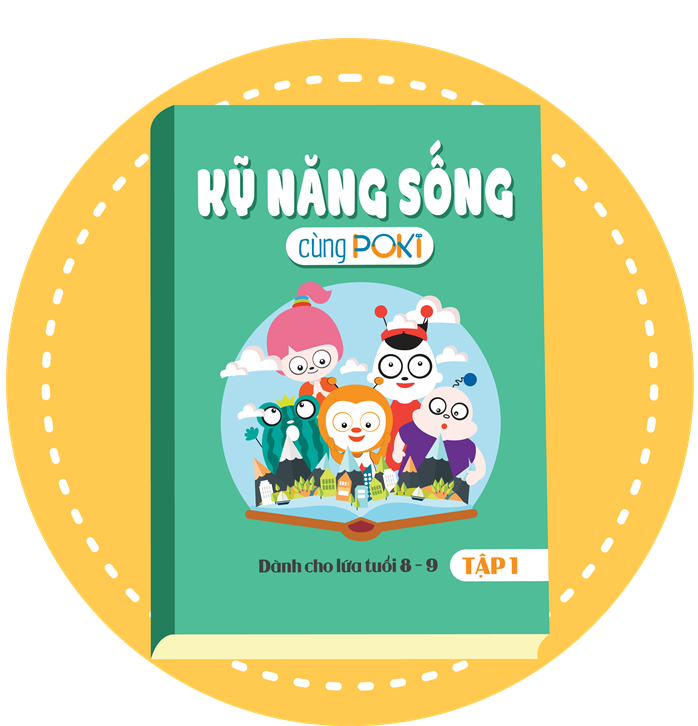 KỸ NĂNG SỐNG
cùng POKI
Dành cho lứa tuổi 8 - 9
TẬP 1